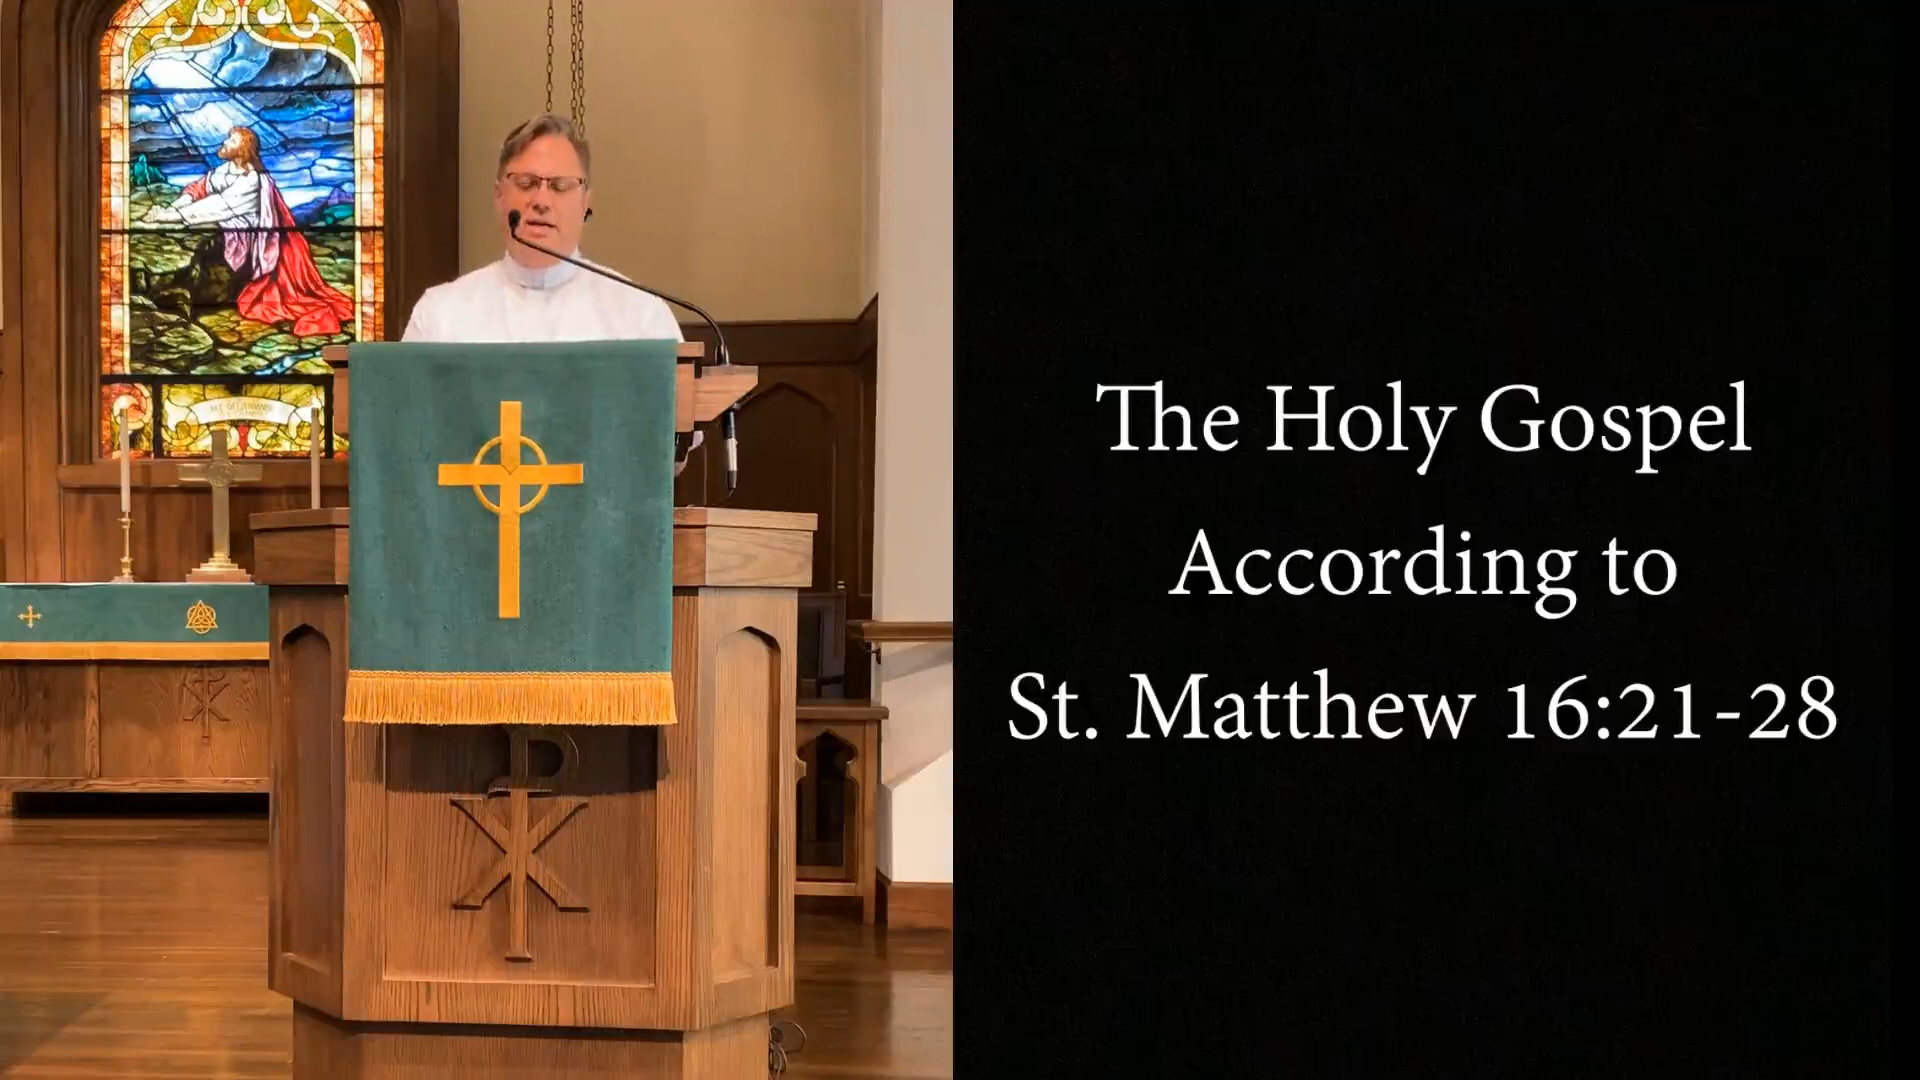 The Holy Gospel
According to
St. Matthew 16:21-28